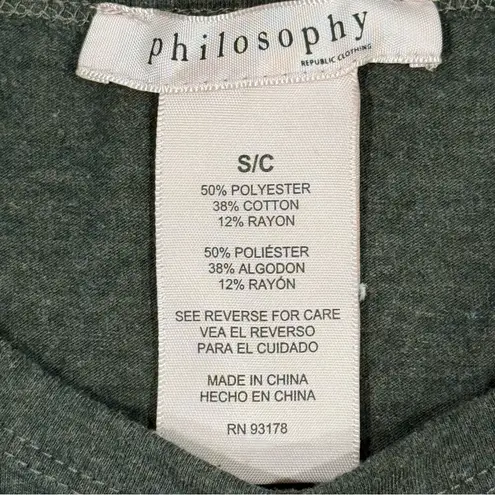 philosophy
REPUBLIC CLOTHING
S/C
50% POLYESTER
38% COTTON
12% RAYON
50% POLIÉSTER
38% ALGODON
12% RAYÓN
SEE REVERSE FOR CARE
VEA EL REVERSO
PARA EL CUIDADO
MADE IN CHINA
HECHO EN CHINA
RN 93178